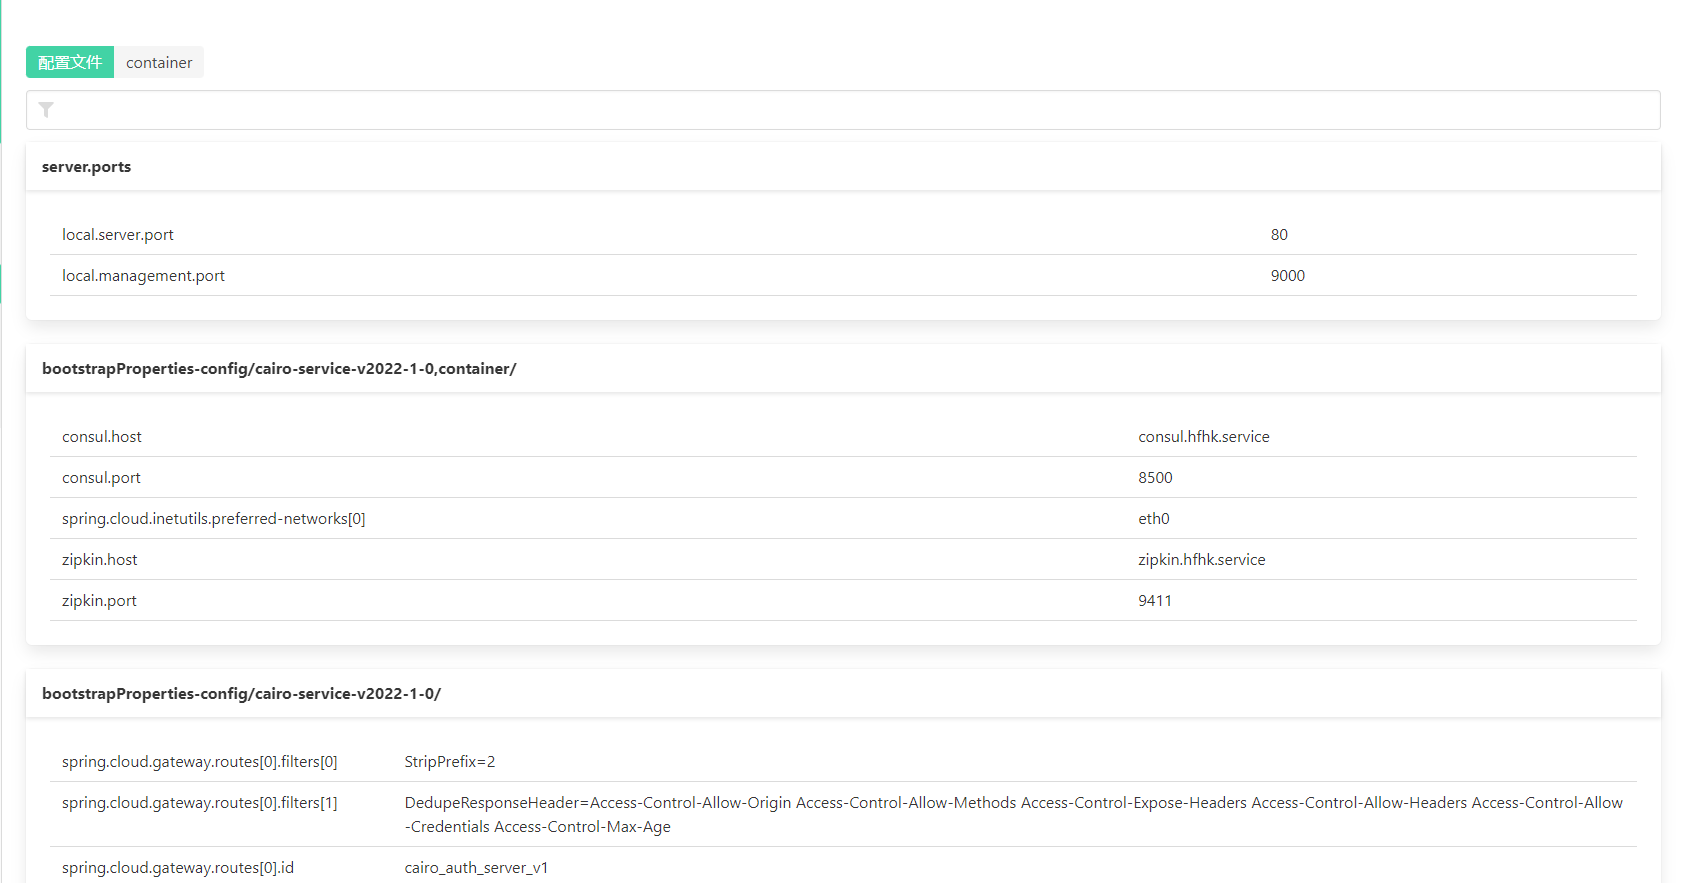 配置文件 container
server.ports
local.server.port 80
local.management.port 9000
bootstrapProperties-config/cairo-service-v2022-1-0,container/
consul.host consul.hfhk.service
consul.port 8500
spring.cloud.inetutils.preferred-networks[0] eth0
zipkin.host zipkin.hfhk.service
zipkin.port 9411
bootstrapProperties-config/cairo-service-v2022-1-0/
spring.cloud.gateway.routes[0].filters[0] StripPrefix=2
spring.cloud.gateway.routes[0].filters[1] DedupeResponseHeader=Access-Control-Allow-Origin Access-Control-Allow-Methods Access-Control-Expose-Headers Access-Control-Allow-Headers Access-Control-Allow
-Credentials Access-Control-Max-Age
spring.cloud.gateway.routes[0].id cairo_auth_server_v1